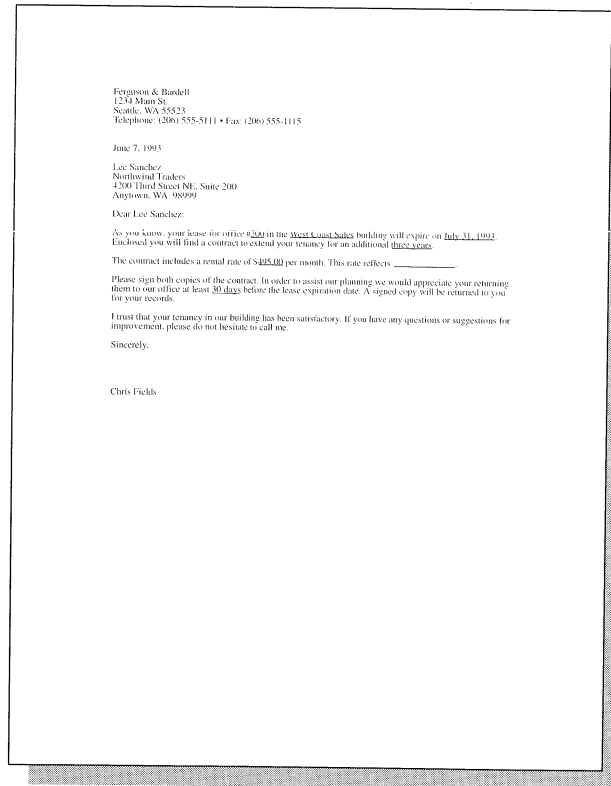 Ferguson & Bardell
1234 Main St.
Seattle, WA 55523
Telephone: (206) 555-5111 • Fax: (206) 555-1115
June 7, 1993
Lee Sanchez
Northwind Traders
4200 Third Street NE, Suite 200
Anytown, WA 98999
Dear Lee Sanchez:
As you know, your lease for office #200 in the West Coast Sales building will expire on July 31, 1993.
Enclosed you will find a contract to extend your tenancy for an additional three years.
The contract includes a rental rate of $495.00 per month. This rate reflects ____________.
Please sign both copies of the contract. In order to assist our planning we would appreciate your returning
them to our office at least 30 days before the lease expiration date. A signed copy will be returned to you
for your records.
I trust that your tenancy in our building has been satisfactory. If you have any questions or suggestions for
improvement, please do not hesitate to call me.
Sincerely,
Chris Fields